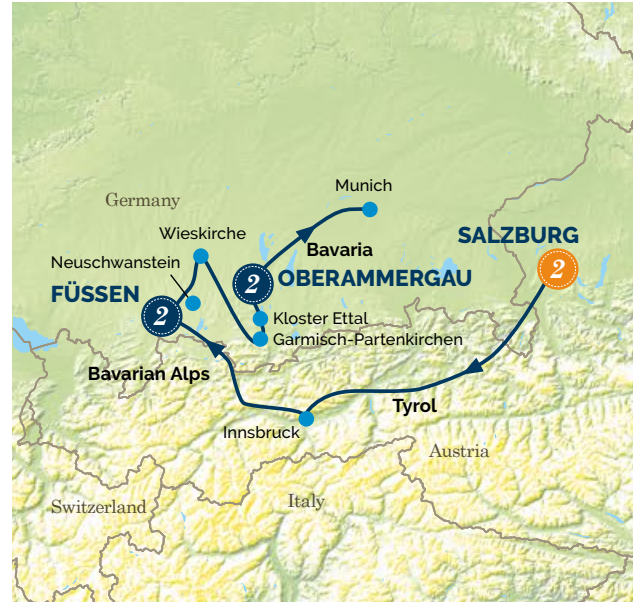 Munich
Germany
Wieskirche
Bavaria
SALZBURG
2
Neuschwanstein
FÜSSEN
2
2
OBERAMMERGAU
Kloster Ettal
Garmisch-Partenkirchen
Bavarian Alps
Tyrol
Innsbruck
Austria
Switzerland
Italy